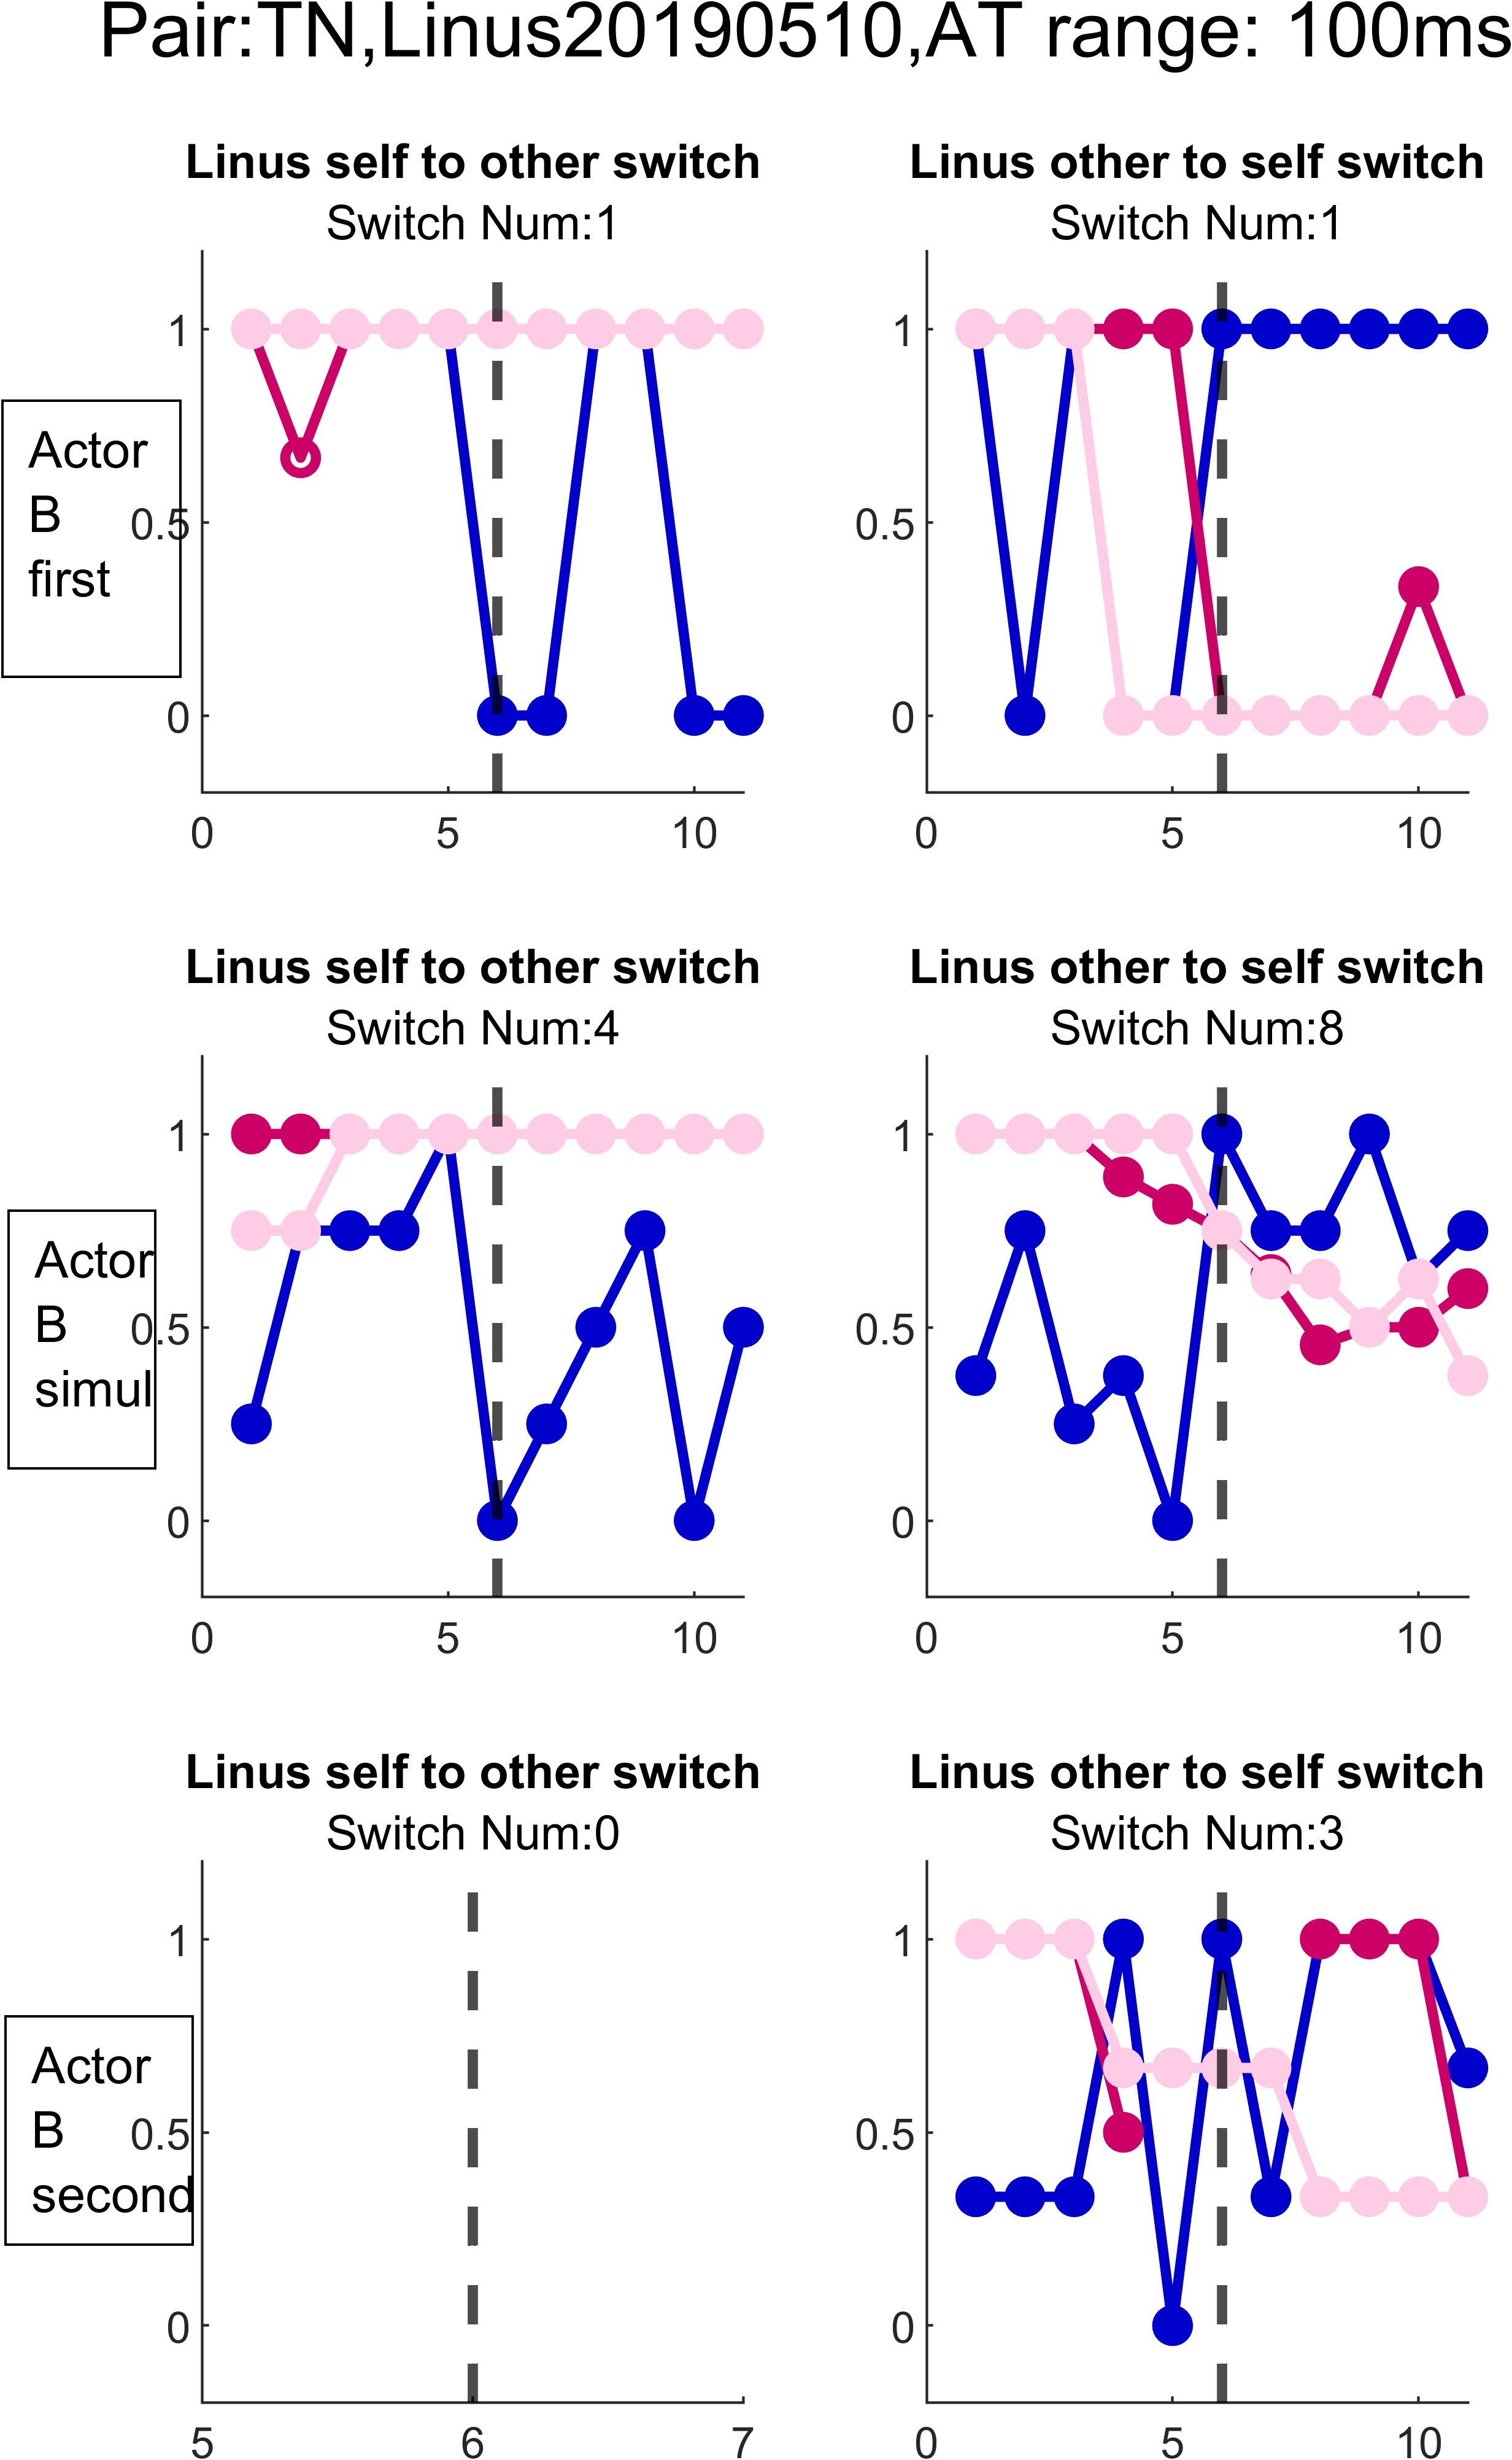 Pair:TN,Linus20190510,AT range: 100ms
Linus self to other switch
Switch Num:1
Linus other to self switch
Switch Num:1
Actor
B
first
1
0.5
0
0
5
10
1
0.5
0
0
5
10
Linus self to other switch
Switch Num:4
Linus other to self switch
Switch Num:8
Actor
B
simul
1
0.5
0
0
5
10
1
0.5
0
0
5
10
Linus self to other switch
Switch Num:0
Linus other to self switch
Switch Num:3
Actor
B
second
1
0.5
0
5
6
7
1
0.5
0
0
5
10